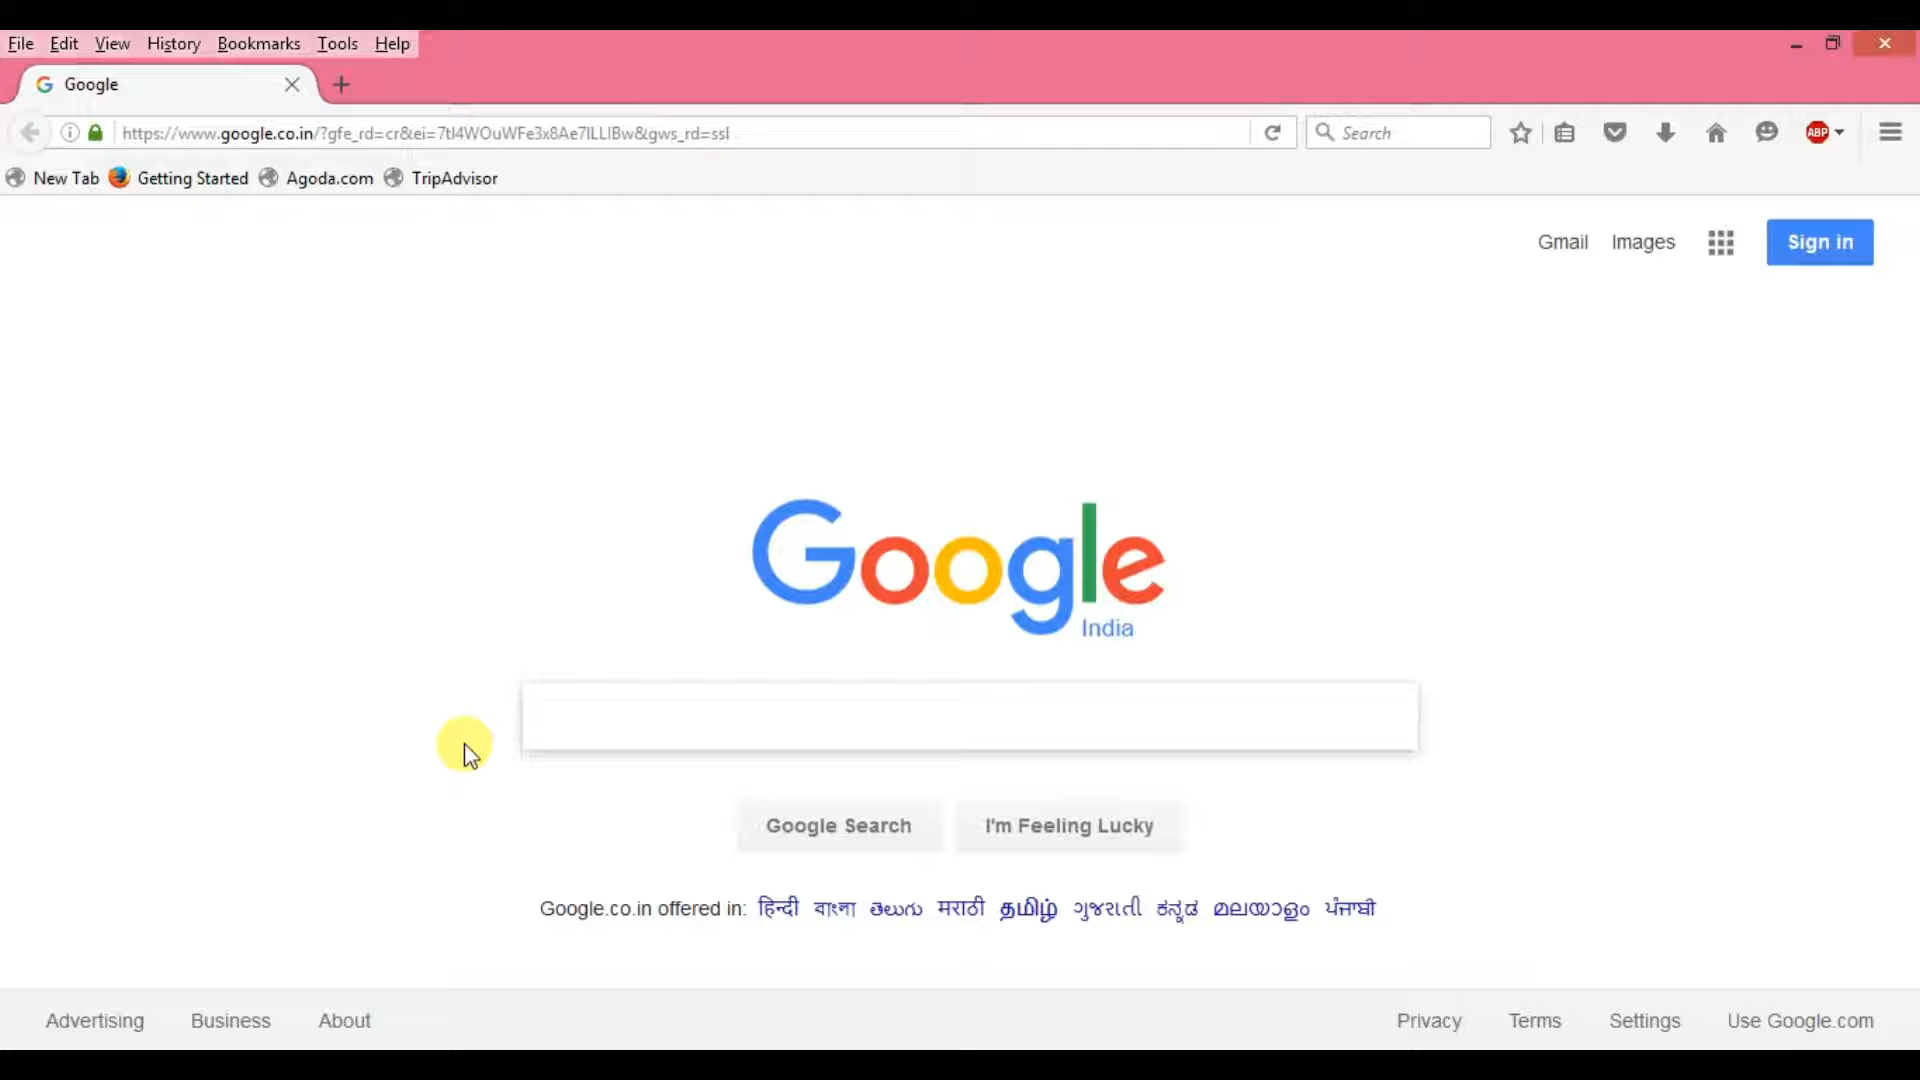 File Edit View History Bookmarks Tools Help
Google
https://www.google.co.in/?gfe_rd=cr&ei=7tI4WOuWFe3x8Ae7ILLIBw&gws_rd=ssl Search ABP
New Tab Getting Started Agoda.com TripAdvisor
Gmail Images Sign in
Google
India
Google Search I'm Feeling Lucky
Google.co.in offered in: हिन्दी বাংলা తెలుగు मराठी தமிழ் ગુજરાતી ಕನ್ನಡ മലയാളം ਪੰਜਾਬੀ
Advertising Business About Privacy Terms Settings Use Google.com